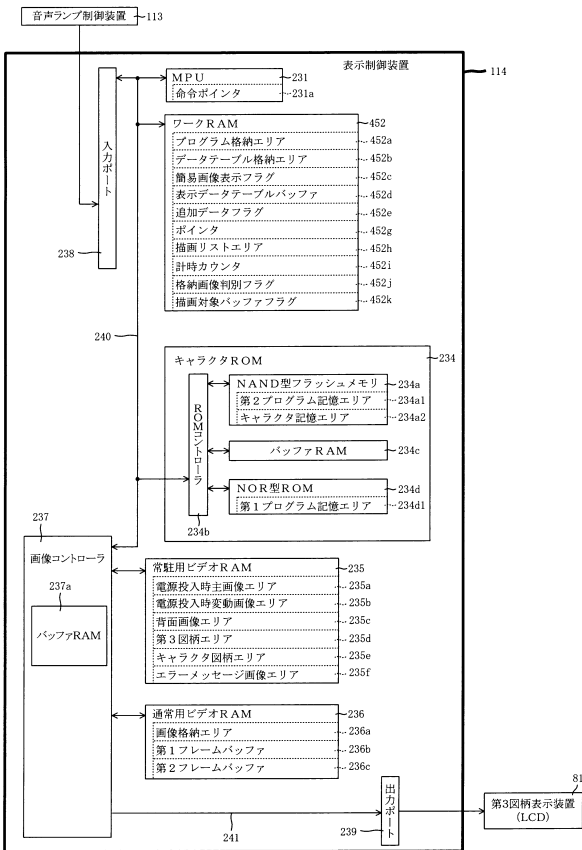 音声ランプ制御装置
113
表示制御装置
114
MPU
231
命令ポインタ
231a
入力ポート
238
ワークRAM
452
プログラム格納エリア
452a
データテーブル格納エリア
452b
簡易画像表示フラグ
452c
表示データテーブルバッファ
452d
追加データフラグ
452e
ポインタ
452g
描画リストエリア
452h
計時カウンタ
452i
格納画像判別フラグ
452j
描画対象バッファフラグ
452k
240
キャラクタROM
234
ROMコントローラ
234b
NAND型フラッシュメモリ
234a
第2プログラム記憶エリア
234a1
キャラクタ記憶エリア
234a2
バッファRAM
234c
NOR型ROM
234d
第1プログラム記憶エリア
234d1
237
画像コントローラ
237a
バッファRAM
常駐用ビデオRAM
235
電源投入時主画像エリア
235a
電源投入時変動画像エリア
235b
背面画像エリア
235c
第3図柄エリア
235d
キャラクタ図柄エリア
235e
エラーメッセージ画像エリア
235f
通常用ビデオRAM
236
画像格納エリア
236a
第1フレームバッファ
236b
第2フレームバッファ
236c
241
出力ポート
239
81
第3図柄表示装置
(LCD)